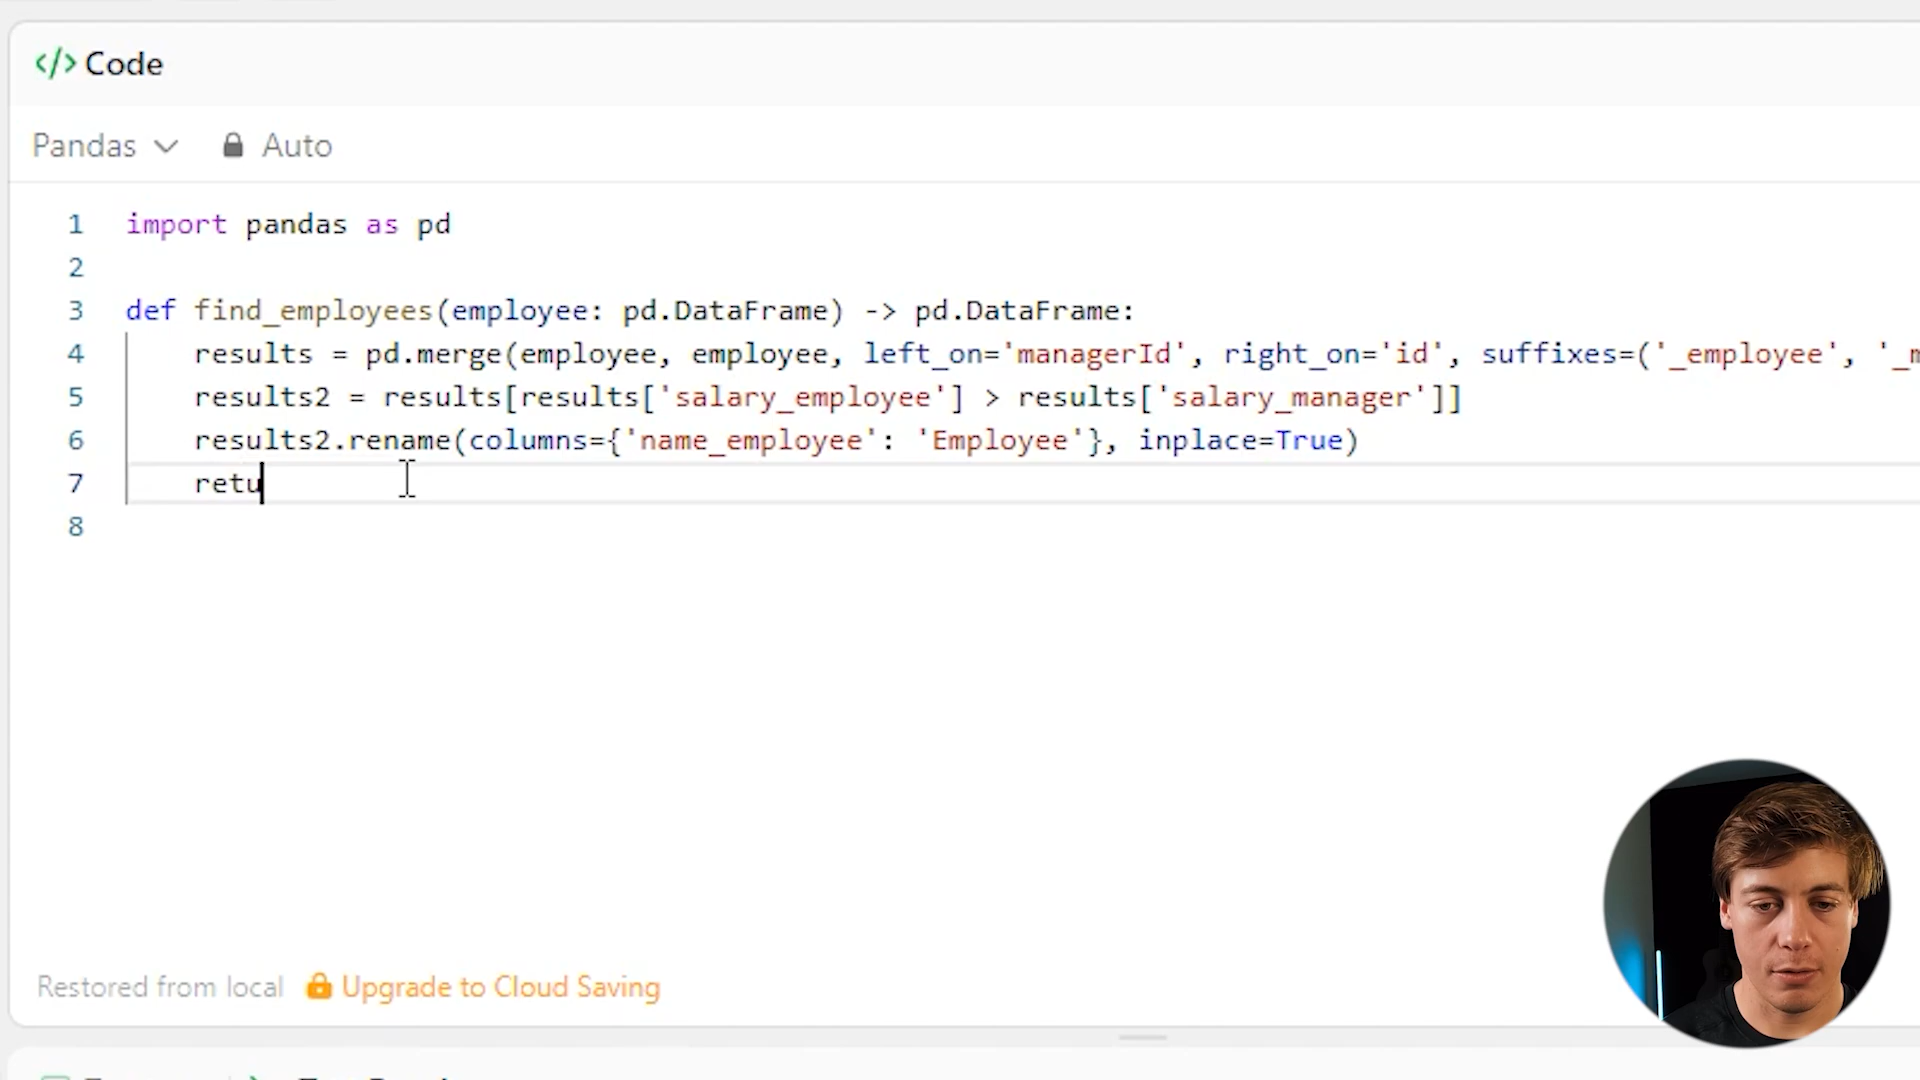 </> Code
Pandas Auto
1 import pandas as pd
2
3 def find_employees(employee: pd.DataFrame) -> pd.DataFrame:
4 results = pd.merge(employee, employee, left_on='managerId', right_on='id', suffixes=('_employee', '_m
5 results2 = results[results['salary_employee'] > results['salary_manager']]
6 results2.rename(columns={'name_employee': 'Employee'}, inplace=True)
7 retu
8
Restored from local Upgrade to Cloud Saving